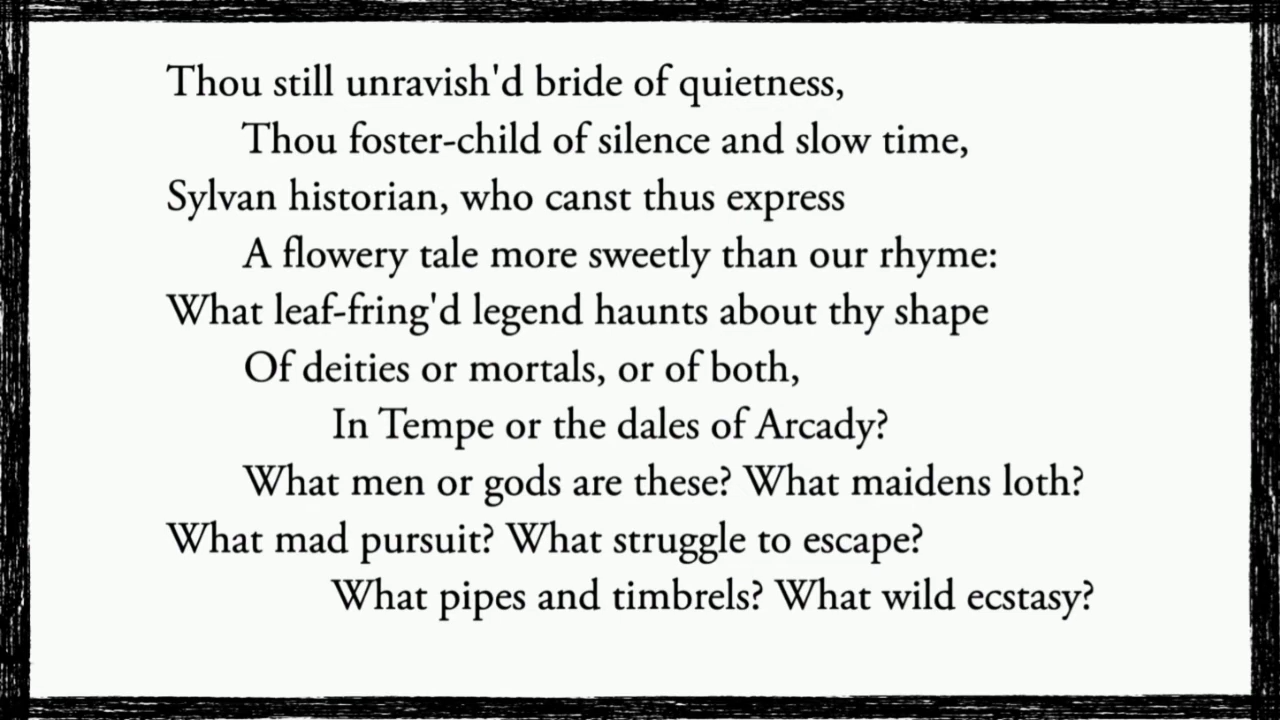 Thou still unravish'd bride of quietness,
Thou foster-child of silence and slow time,
Sylvan historian, who canst thus express
A flowery tale more sweetly than our rhyme:
What leaf-fring'd legend haunts about thy shape
Of deities or mortals, or of both,
In Tempe or the dales of Arcady?
What men or gods are these? What maidens loth?
What mad pursuit? What struggle to escape?
What pipes and timbrels? What wild ecstasy?